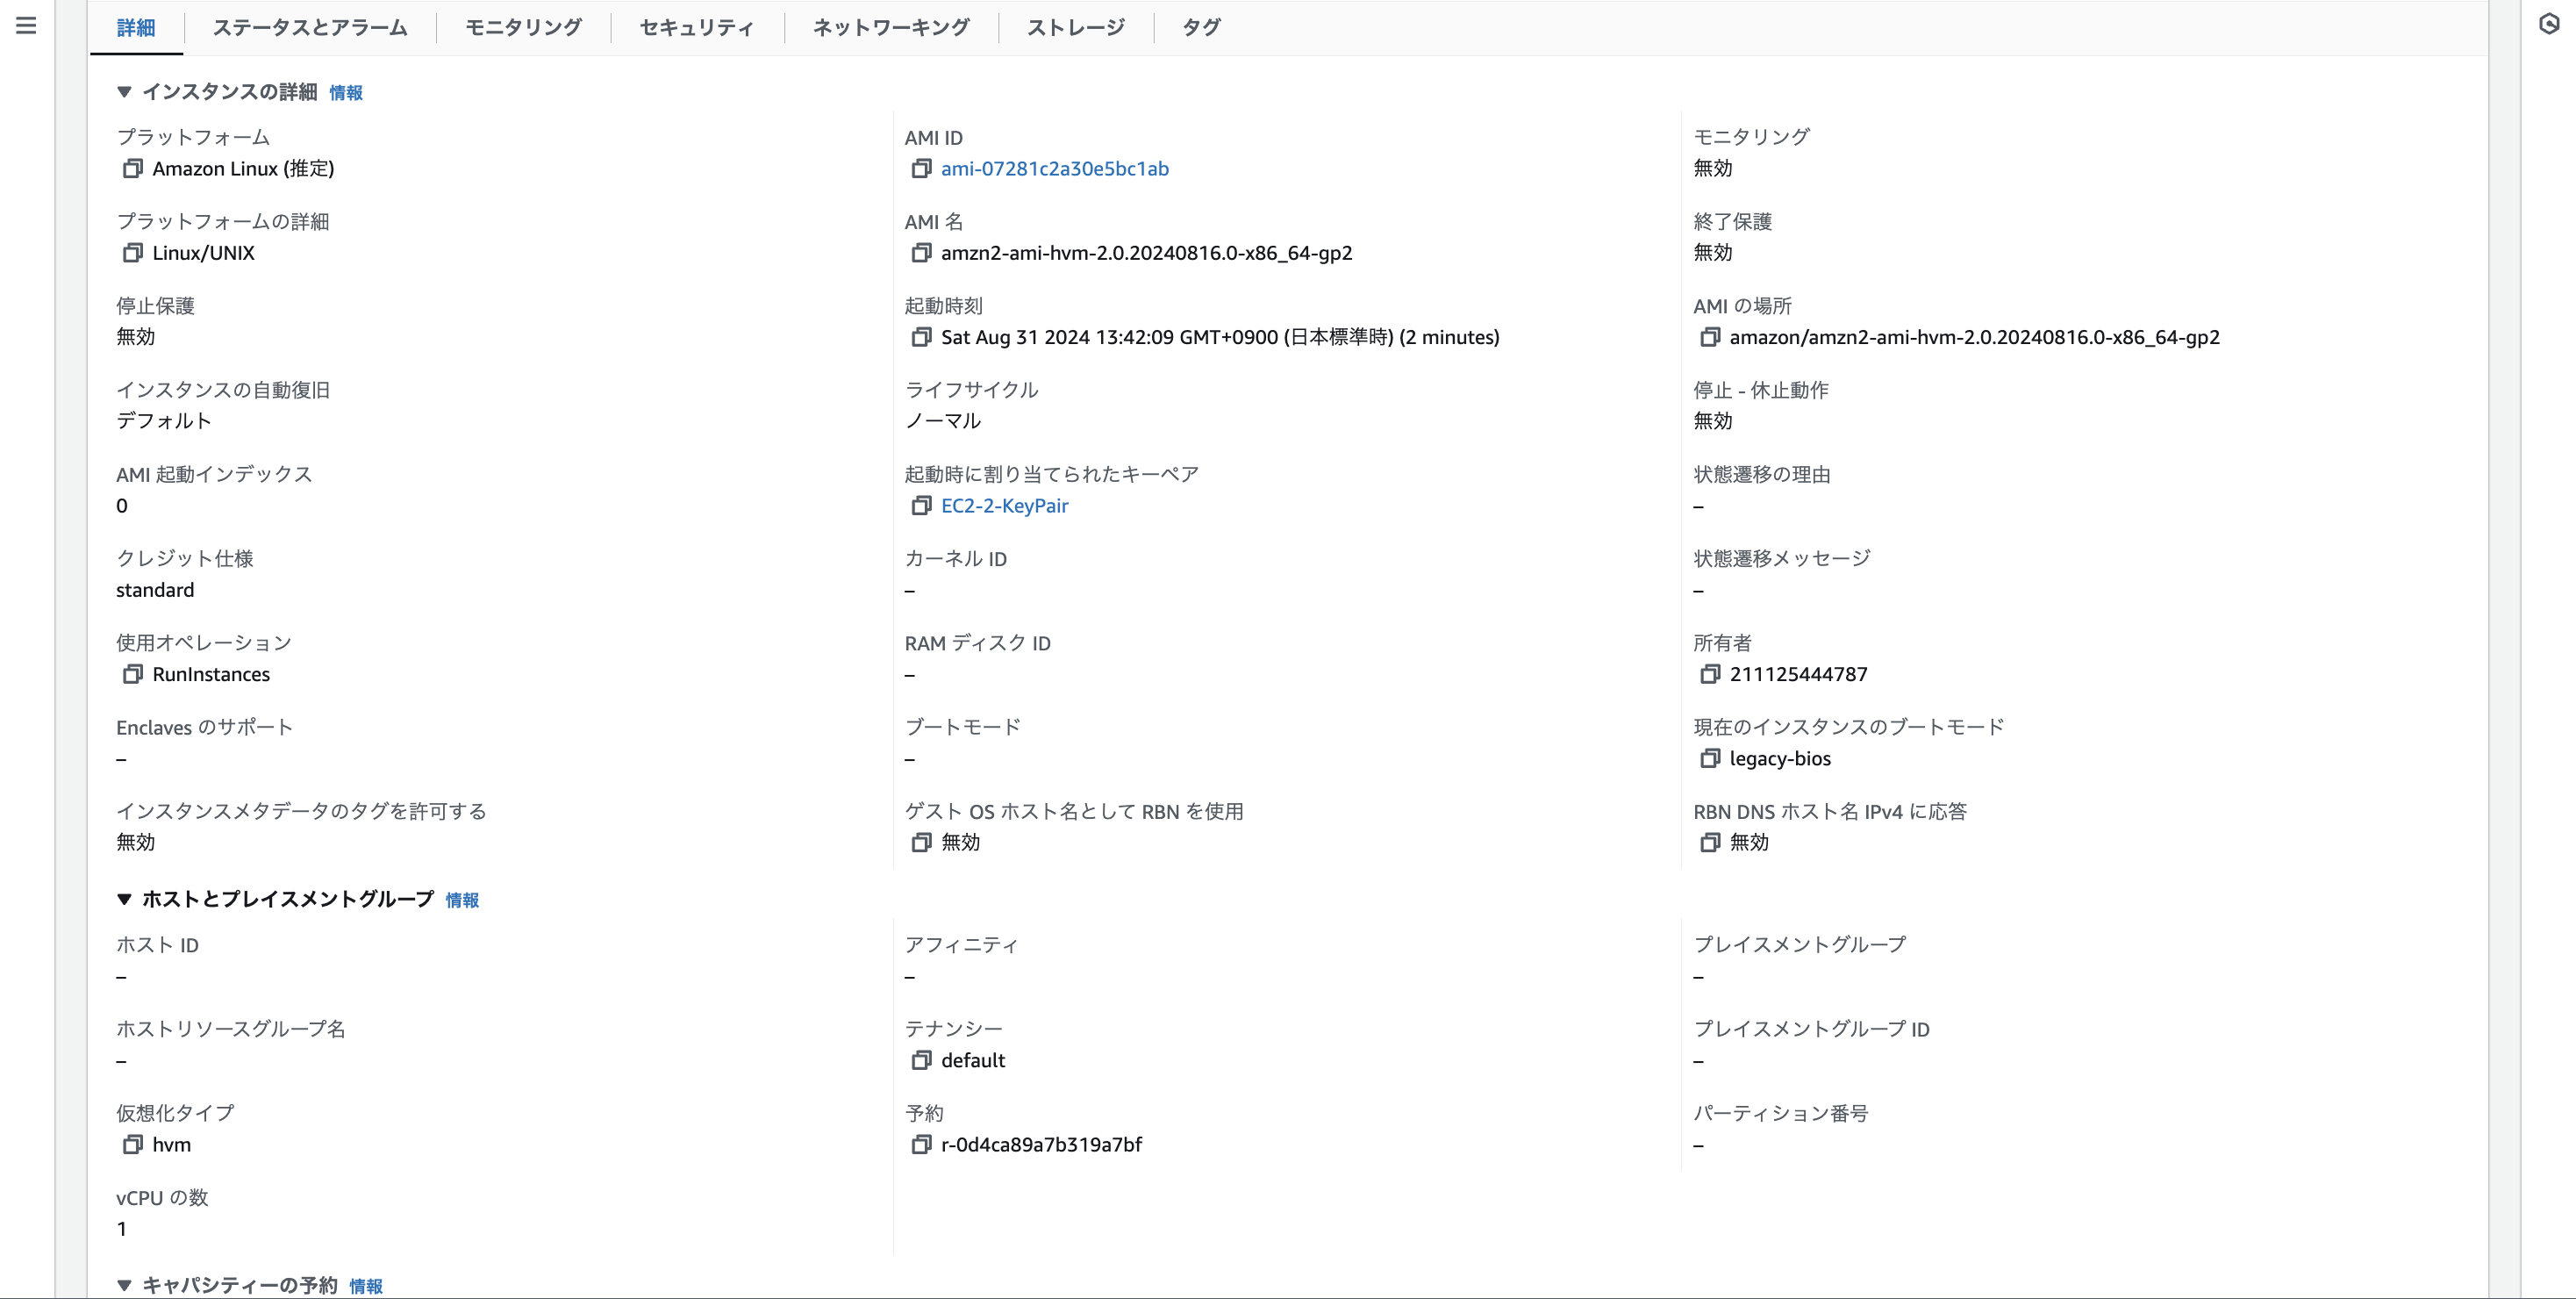 詳細
ステータスとアラーム
モニタリング
セキュリティ
ネットワーキング
ストレージ
タグ
インスタンスの詳細 情報
プラットフォーム
Amazon Linux (推定)
AMI ID
ami-07281c2a30e5bc1ab
モニタリング
無効
プラットフォームの詳細
Linux/UNIX
AMI 名
amzn2-ami-hvm-2.0.20240816.0-x86_64-gp2
終了保護
無効
停止保護
無効
起動時刻
Sat Aug 31 2024 13:42:09 GMT+0900 (日本標準時) (2 minutes)
AMI の場所
amazon/amzn2-ami-hvm-2.0.20240816.0-x86_64-gp2
インスタンスの自動復旧
デフォルト
ライフサイクル
ノーマル
停止 - 休止動作
無効
AMI 起動インデックス
0
起動時に割り当てられたキーペア
EC2-2-KeyPair
状態遷移の理由
–
クレジット仕様
standard
カーネル ID
–
状態遷移メッセージ
–
使用オペレーション
RunInstances
RAM ディスク ID
–
所有者
211125444787
Enclaves のサポート
–
ブートモード
–
現在のインスタンスのブートモード
legacy-bios
インスタンスメタデータのタグを許可する
無効
ゲスト OS ホスト名として RBN を使用
無効
RBN DNS ホスト名 IPv4 に応答
無効
ホストとプレイスメントグループ 情報
ホスト ID
–
アフィニティ
–
プレイスメントグループ
–
ホストリソースグループ名
–
テナンシー
default
プレイスメントグループ ID
–
仮想化タイプ
hvm
予約
r-0d4ca89a7b319a7bf
パーティション番号
–
vCPU の数
1
キャパシティーの予約 情報